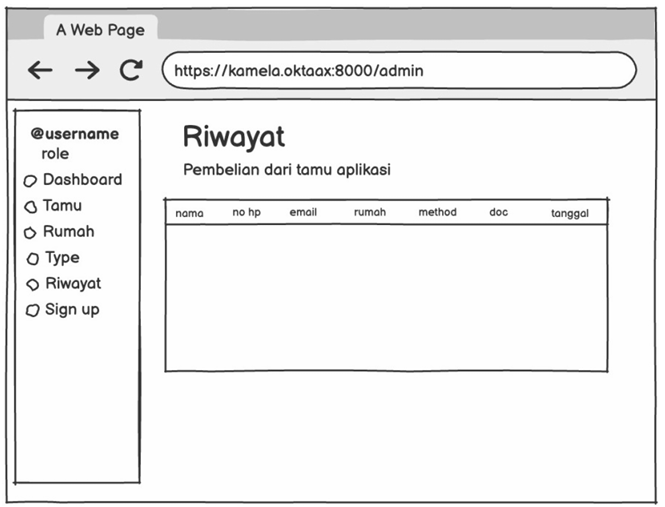 A Web Page
https://kamela.oktaax:8000/admin
@username
role
Dashboard
Tamu
Rumah
Type
Riwayat
Sign up
Riwayat
Pembelian dari tamu aplikasi
nama no hp email rumah method doc tanggal